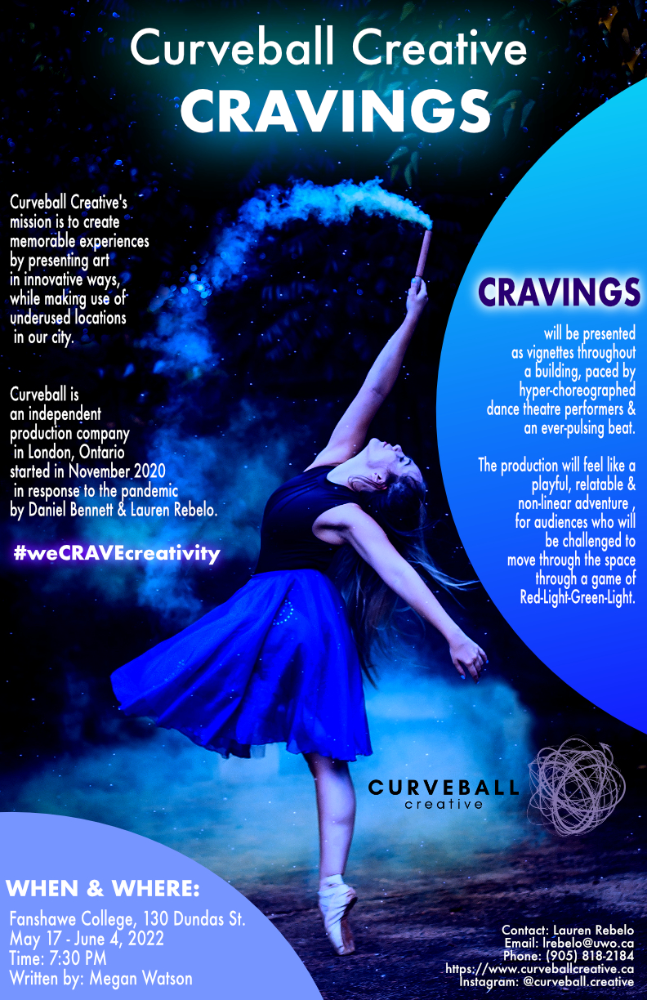 Curveball Creative
CRAVINGS
Curveball Creative's
mission is to create
memorable experiences
by presenting art
in innovative ways,
while making use of
underused locations
in our city.
Curveball is
an independent
production company
in London, Ontario
started in November 2020
in response to the pandemic
by Daniel Bennett & Lauren Rebelo.
#weCRAVEcreativity
CRAVINGS
will be presented
as vignettes throughout
a building, paced by
hyper-choreographed
dance theatre performers &
an ever-pulsing beat.
The production will feel like a
playful, relatable &
non-linear adventure ,
for audiences who will
be challenged to
move through the space
through a game of
Red-Light-Green-Light.
CURVEBALL
creative
WHEN & WHERE:
Fanshawe College, 130 Dundas St.
May 17 - June 4, 2022
Time: 7:30 PM
Written by: Megan Watson
Contact: Lauren Rebelo
Email: lrebelo@uwo.ca
Phone: (905) 818-2184
https://www.curveballcreative.ca
Instagram: @curveball.creative